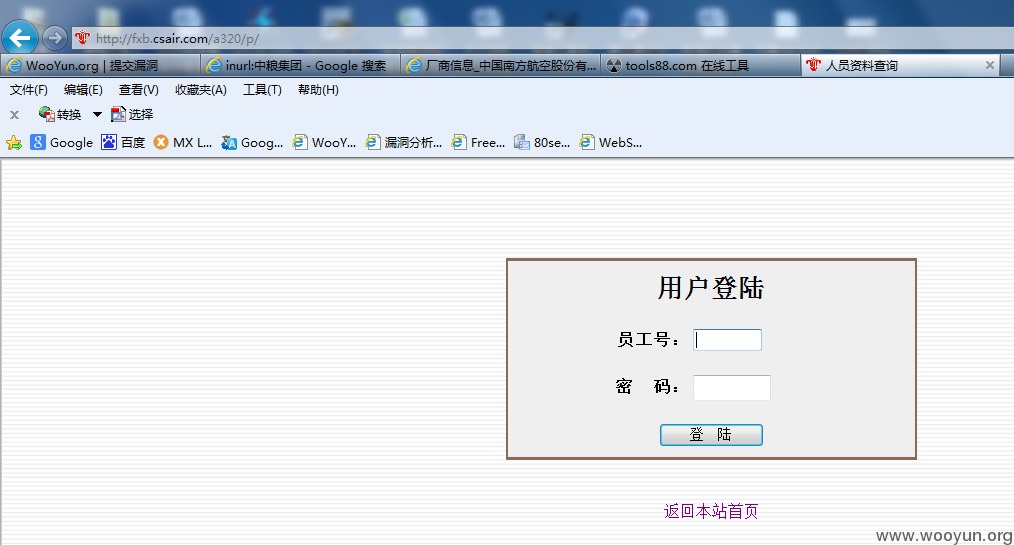 http://fxb.csair.com/a320/p/
WooYun.org | 提交漏洞
inurl:中粮集团 - Google 搜索
厂商信息_中国南方航空股份有...
tools88.com 在线工具
人员资料查询
文件(F) 编辑(E) 查看(V) 收藏夹(A) 工具(T) 帮助(H)
x 转换 选择
Google 百度 MX L... Goog... WooY... 漏洞分析... Free... 80se... WebS...
用户登陆
员工号：
密 码：
登 陆
返回本站首页
www.wooyun.org